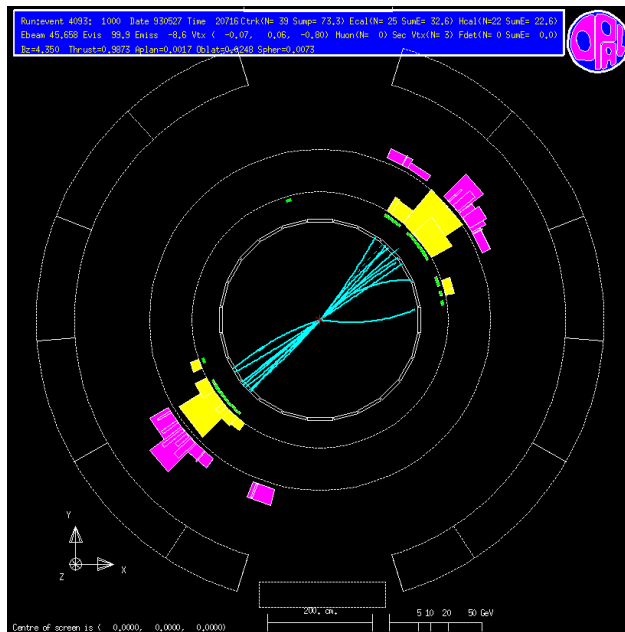 Run:event 4093: 1000 Date 930527 Time 20716 Ctrk(N= 39 Sump= 73.3) Ecal(N= 25 SumE= 32.6) Hcal(N=22 SumE= 22.6)
Ebeam 45.658 Evis 99.9 Emiss -8.6 Vtx ( -0.07, 0.06, -0.80) Muon(N= 0) Sec Vtx(N= 3) Fdet(N= 0 SumE= 0.0)
Bz=4.350 Thrust=0.9873 Aplan=0.0017 Oblat=0.0248 Spher=0.0073
OPAL
Y
X
Z
200. cm.
5 10 20 50 GeV
Centre of screen is ( 0.0000, 0.0000, 0.0000)